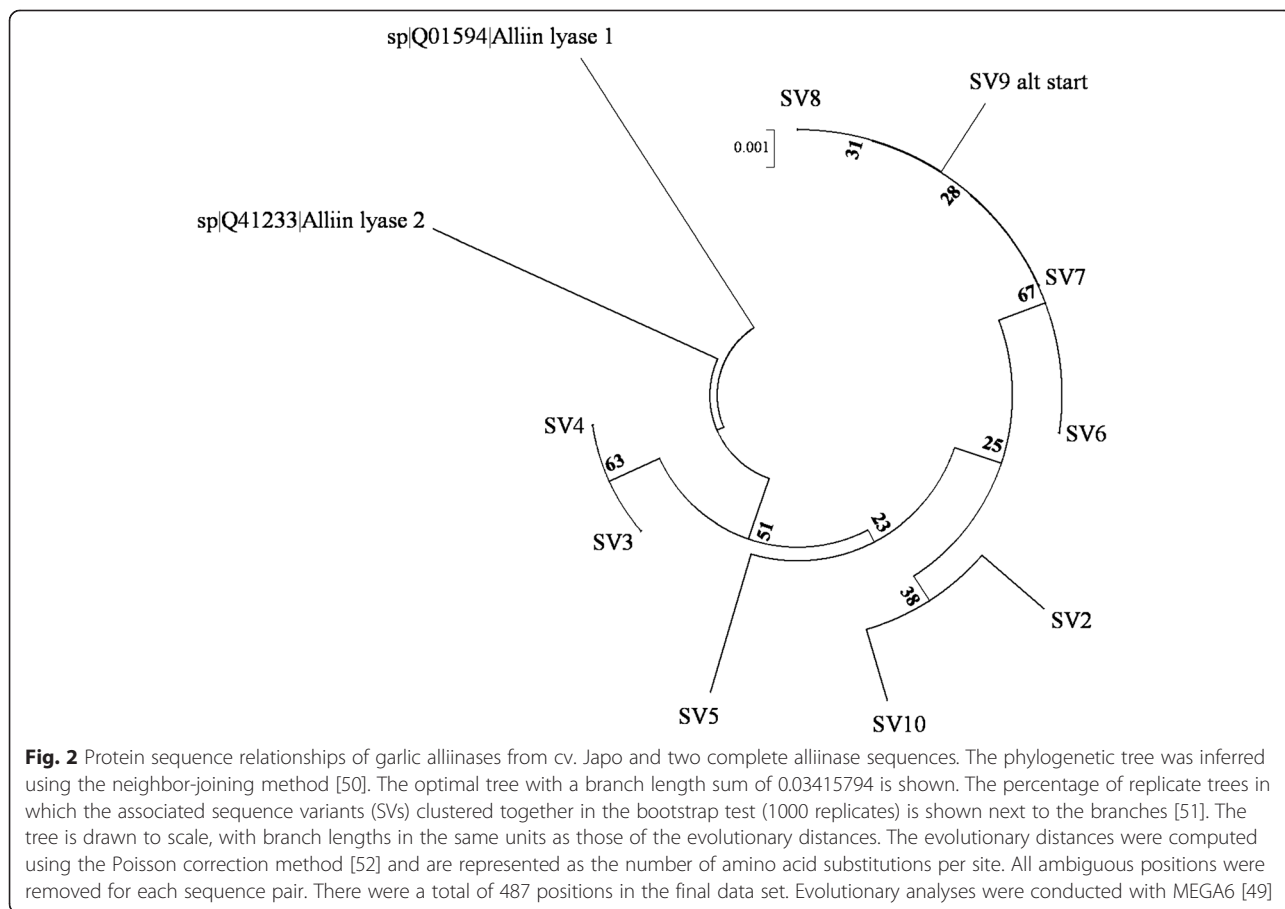 sp|Q01594|Alliin lyase 1
SV8
SV9 alt start
0.001
31
28
sp|Q41233|Alliin lyase 2
SV7
67
SV4
SV6
63
25
SV3
51
23
38
SV2
SV5
SV10
Fig. 2 Protein sequence relationships of garlic alliinases from cv. Japo and two complete alliinase sequences. The phylogenetic tree was inferred
using the neighbor-joining method [50]. The optimal tree with a branch length sum of 0.03415794 is shown. The percentage of replicate trees in
which the associated sequence variants (SVs) clustered together in the bootstrap test (1000 replicates) is shown next to the branches [51]. The
tree is drawn to scale, with branch lengths in the same units as those of the evolutionary distances. The evolutionary distances were computed
using the Poisson correction method [52] and are represented as the number of amino acid substitutions per site. All ambiguous positions were
removed for each sequence pair. There were a total of 487 positions in the final data set. Evolutionary analyses were conducted with MEGA6 [49]